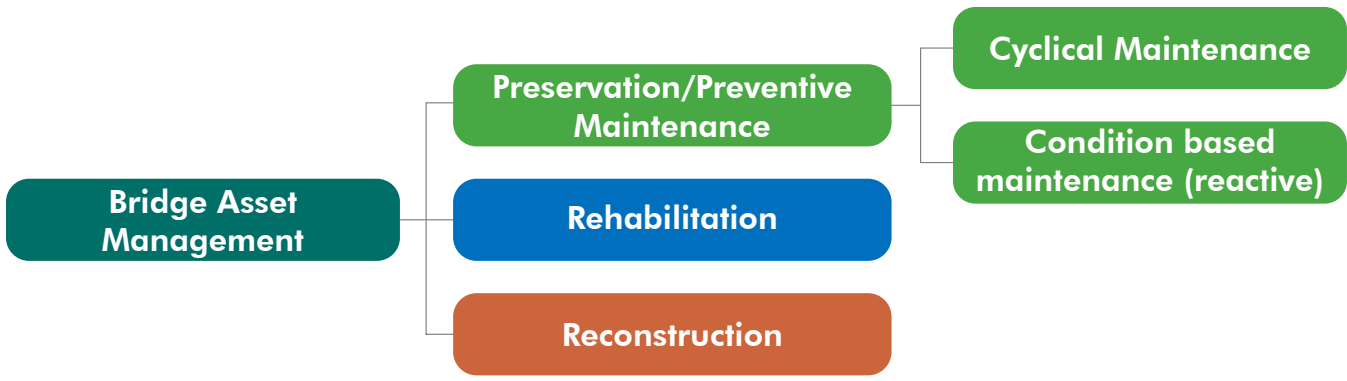 Bridge Asset
Management
Preservation/Preventive
Maintenance
Rehabilitation
Reconstruction
Cyclical Maintenance
Condition based
maintenance (reactive)